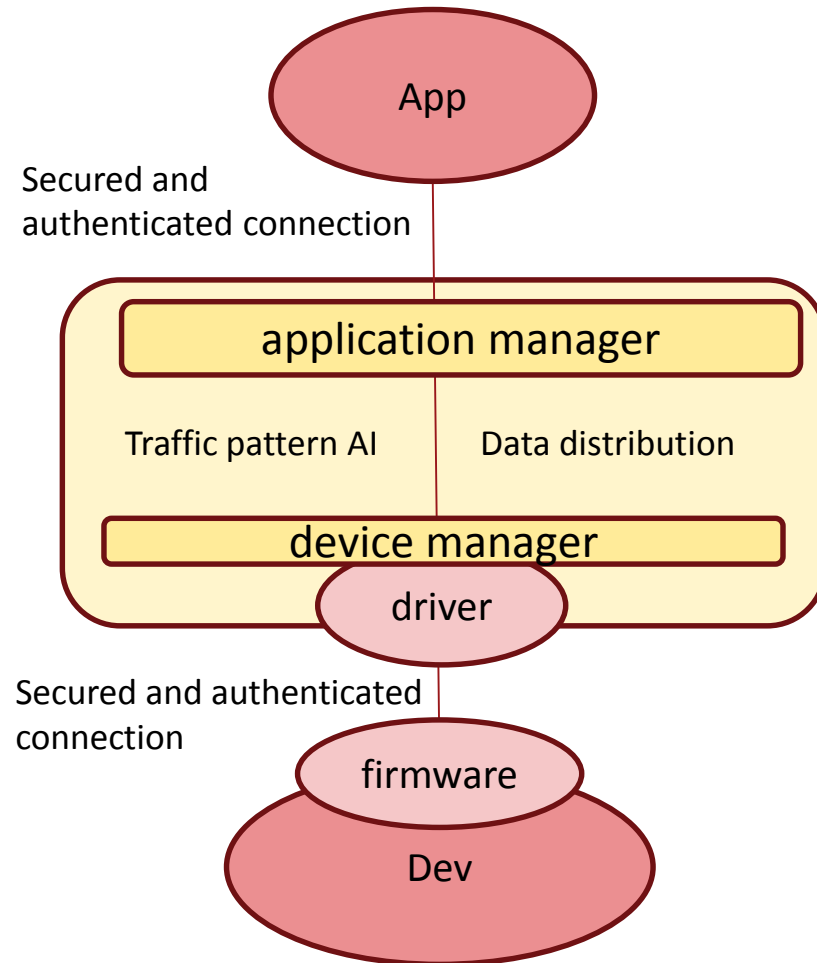 App
Secured and
authenticated connection
application manager
Traffic pattern AI
Data distribution
device manager
driver
Secured and authenticated
connection
firmware
Dev